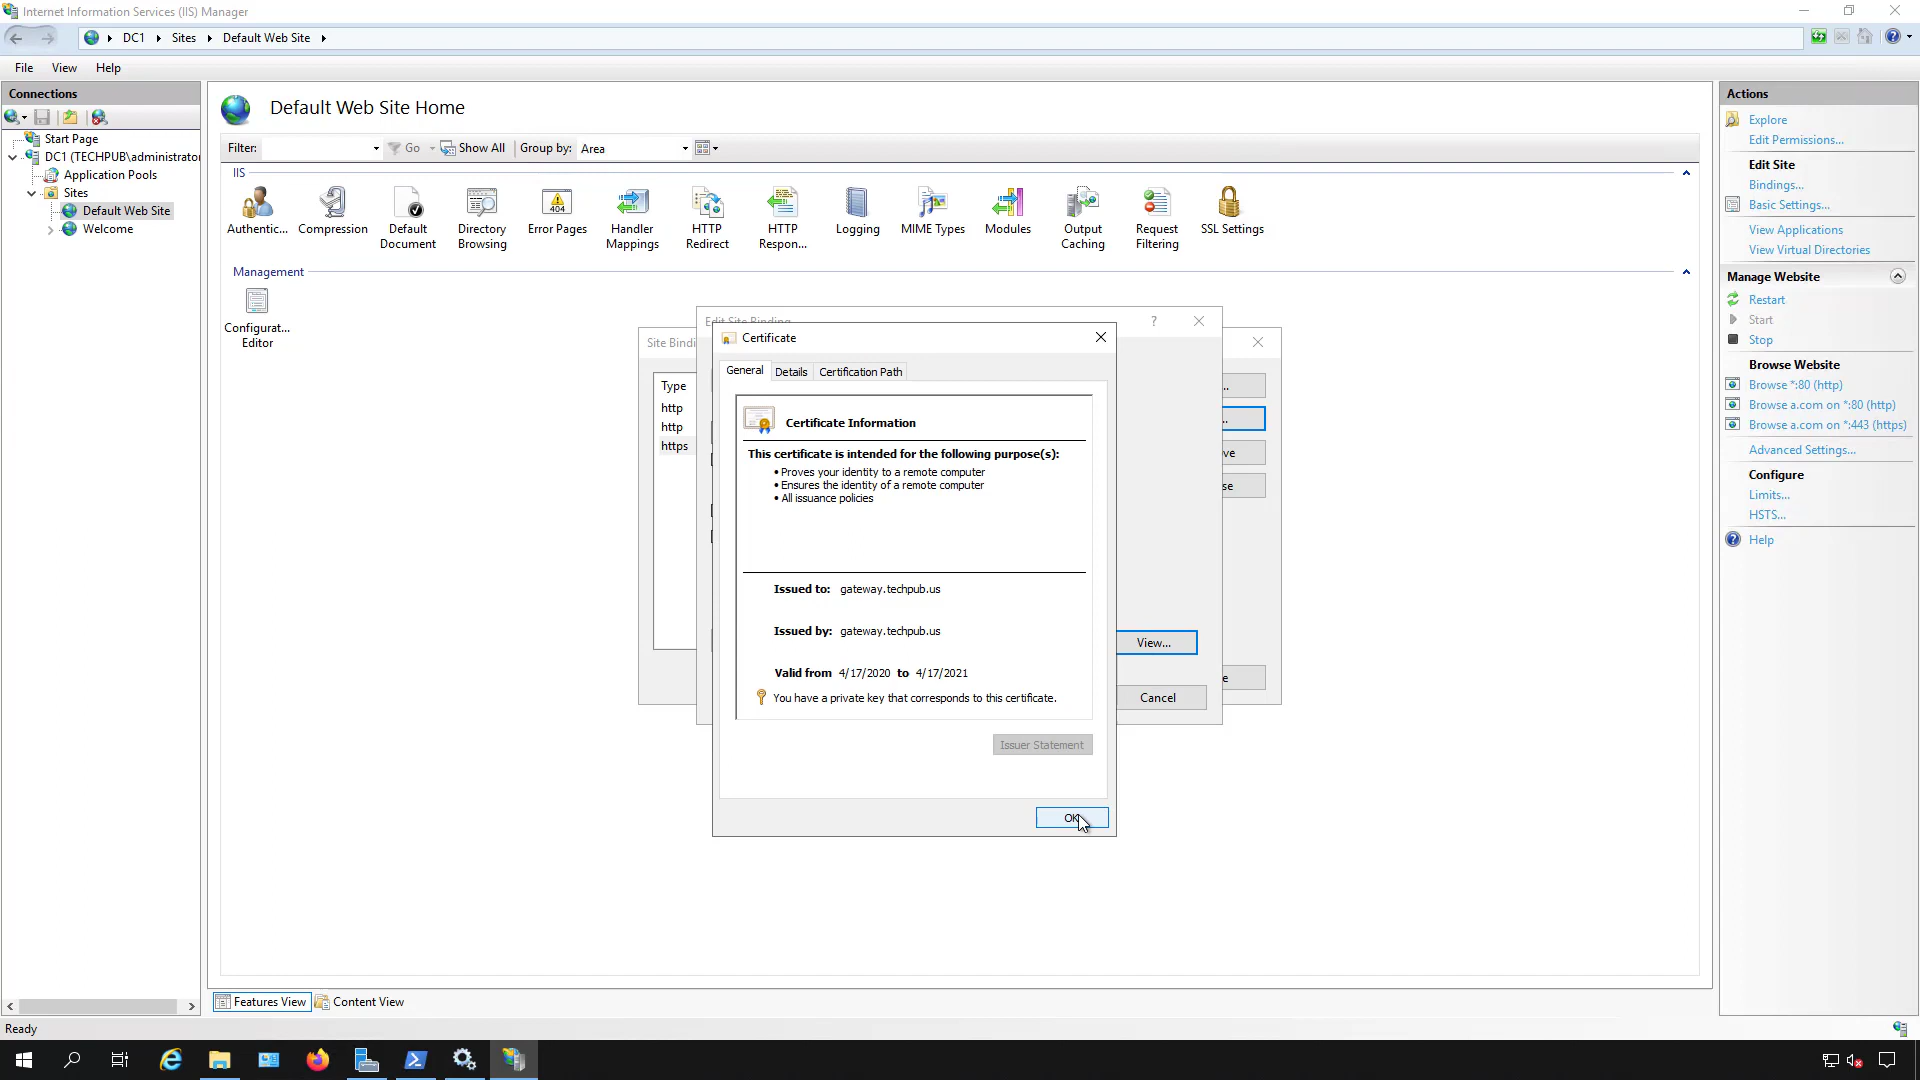 Internet Information Services (IIS) Manager
DC1 Sites Default Web Site
File View Help
Connections
Start Page
DC1 (TECHPUB\administrator
Application Pools
Sites
Default Web Site
Welcome
Default Web Site Home
Filter: Go Show All Group by: Area
IIS
Authentic... Compression Default Document Directory Browsing Error Pages Handler Mappings HTTP Redirect HTTP Respon... Logging MIME Types Modules Output Caching Request Filtering SSL Settings
Management
Configurat... Editor
Site Bindi
Type
http
http
https
...
...
ve
se
e
Edit Site Binding
?
View...
Cancel
Certificate
General Details Certification Path
Certificate Information
This certificate is intended for the following purpose(s):
• Proves your identity to a remote computer
• Ensures the identity of a remote computer
• All issuance policies
Issued to: gateway.techpub.us
Issued by: gateway.techpub.us
Valid from 4/17/2020 to 4/17/2021
You have a private key that corresponds to this certificate.
Issuer Statement
OK
Features View Content View
Ready
Actions
Explore
Edit Permissions...
Edit Site
Bindings...
Basic Settings...
View Applications
View Virtual Directories
Manage Website
Restart
Start
Stop
Browse Website
Browse *:80 (http)
Browse a.com on *:80 (http)
Browse a.com on *:443 (https)
Advanced Settings...
Configure
Limits...
HSTS...
Help